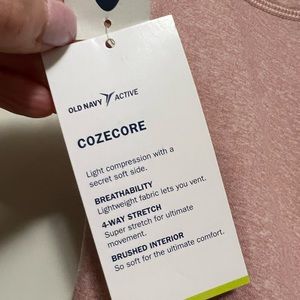 OLD NAVY ACTIVE
COZECORE
Light compression with a
secret soft side.
BREATHABILITY
Lightweight fabric lets you vent.
4-WAY STRETCH
Super stretch for ultimate
movement.
BRUSHED INTERIOR
So soft for the ultimate comfort.